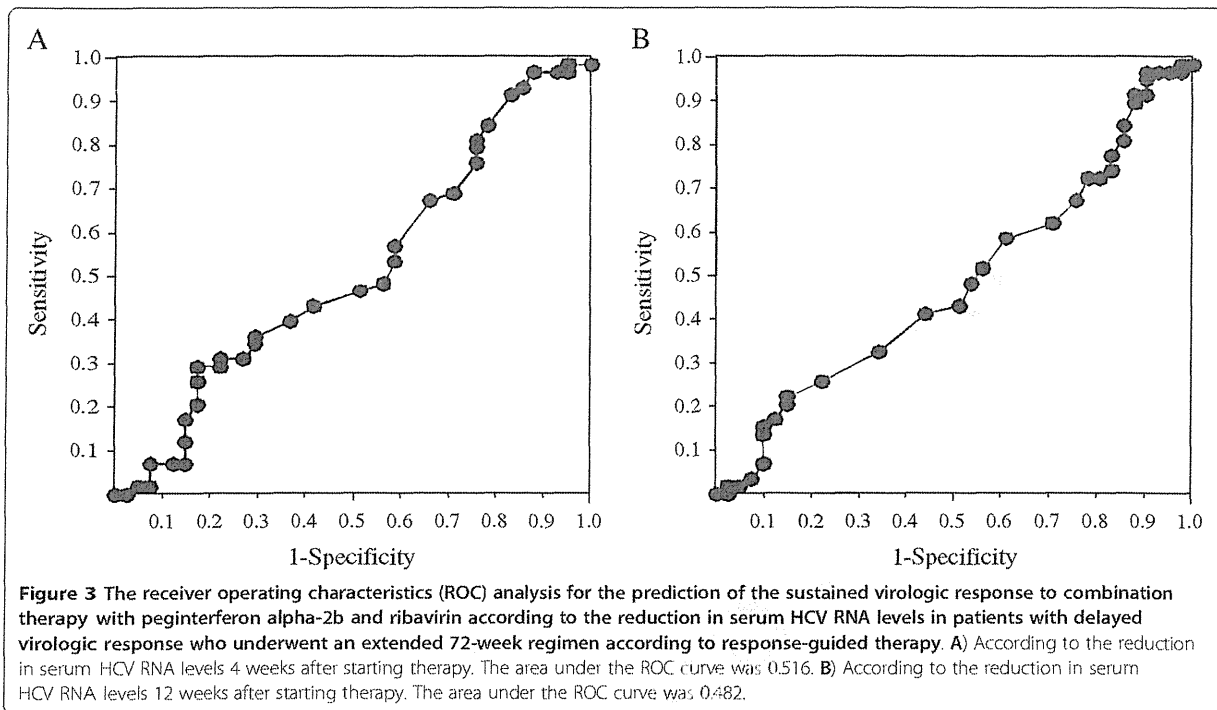 A
B
1.0
0.9
0.8
0.7
0.6
0.5
0.4
0.3
0.2
0.1
Sensitivity
0.1 0.2 0.3 0.4 0.5 0.6 0.7 0.8 0.9 1.0
1-Specificity
1.0
0.9
0.8
0.7
0.6
0.5
0.4
0.3
0.2
0.1
Sensitivity
0.1 0.2 0.3 0.4 0.5 0.6 0.7 0.8 0.9 1.0
1-Specificity
Figure 3 The receiver operating characteristics (ROC) analysis for the prediction of the sustained virologic response to combination
therapy with peginterferon alpha-2b and ribavirin according to the reduction in serum HCV RNA levels in patients with delayed
virologic response who underwent an extended 72-week regimen according to response-guided therapy. A) According to the reduction
in serum HCV RNA levels 4 weeks after starting therapy. The area under the ROC curve was 0.516. B) According to the reduction in serum
HCV RNA levels 12 weeks after starting therapy. The area under the ROC curve was 0.482.